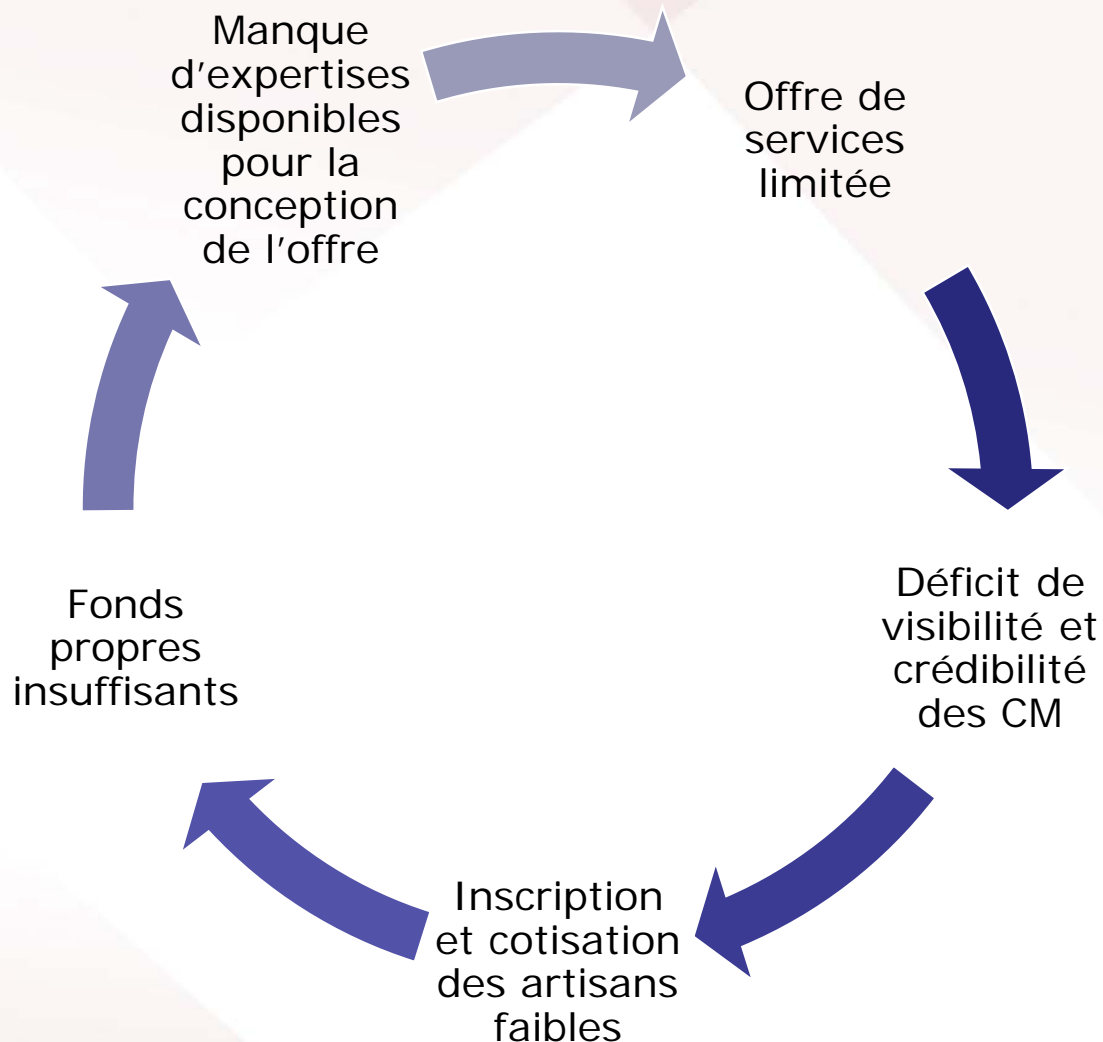 Manque
d’expertises
disponibles
pour la
conception
de l’offre
Offre de
services
limitée
Déficit de
visibilité et
crédibilité
des CM
Inscription
et cotisation
des artisans
faibles
Fonds
propres
insuffisants